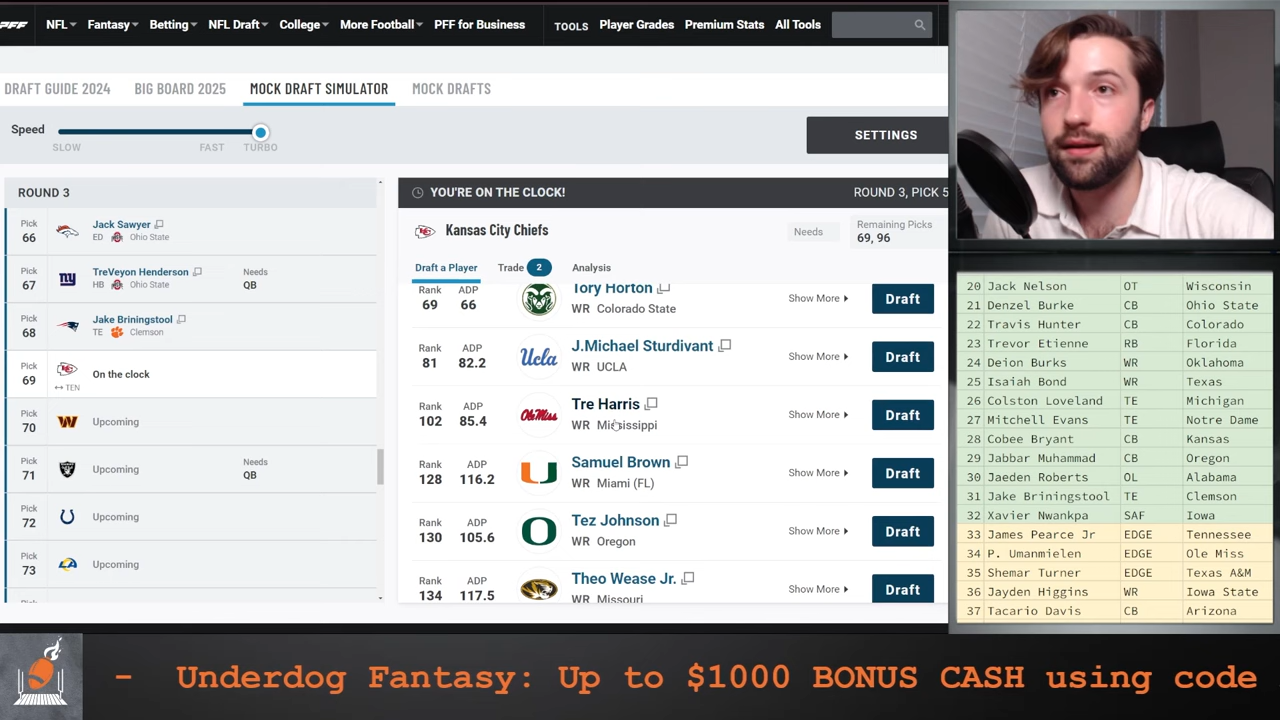 PFF NFL Fantasy Betting NFL Draft College More Football PFF for Business TOOLS Player Grades Premium Stats All Tools
DRAFT GUIDE 2024 BIG BOARD 2025 MOCK DRAFT SIMULATOR MOCK DRAFTS
Speed
SLOW FAST TURBO
SETTINGS
ROUND 3
Pick 66 Jack Sawyer
ED Ohio State
Pick 67 TreVeyon Henderson Needs
HB Ohio State QB
Pick 68 Jake Briningstool
TE Clemson
Pick 69 On the clock
↔ TEN
Pick 70 Upcoming
Pick 71 Upcoming Needs
QB
Pick 72 Upcoming
Pick 73 Upcoming
YOU'RE ON THE CLOCK! ROUND 3, PICK 5
Kansas City Chiefs Needs Remaining Picks
69, 96
Draft a Player Trade 2 Analysis
Rank ADP Tory Horton Show More Draft
69 66 WR Colorado State
Rank ADP Ucla J.Michael Sturdivant Show More Draft
81 82.2 WR UCLA
Rank ADP Ole Miss Tre Harris Show More Draft
102 85.4 WR Mississippi
Rank ADP Samuel Brown Show More Draft
128 116.2 WR Miami (FL)
Rank ADP Tez Johnson Show More Draft
130 105.6 WR Oregon
Rank ADP Theo Wease Jr. Show More Draft
134 117.5 WR Missouri
20 Jack Nelson OT Wisconsin
21 Denzel Burke CB Ohio State
22 Travis Hunter CB Colorado
23 Trevor Etienne RB Florida
24 Deion Burks WR Oklahoma
25 Isaiah Bond WR Texas
26 Colston Loveland TE Michigan
27 Mitchell Evans TE Notre Dame
28 Cobee Bryant CB Kansas
29 Jabbar Muhammad CB Oregon
30 Jaeden Roberts OL Alabama
31 Jake Briningstool TE Clemson
32 Xavier Nwankpa SAF Iowa
33 James Pearce Jr EDGE Tennessee
34 P. Umanmielen EDGE Ole Miss
35 Shemar Turner EDGE Texas A&M
36 Jayden Higgins WR Iowa State
37 Tacario Davis CB Arizona
- Underdog Fantasy: Up to $1000 BONUS CASH using code